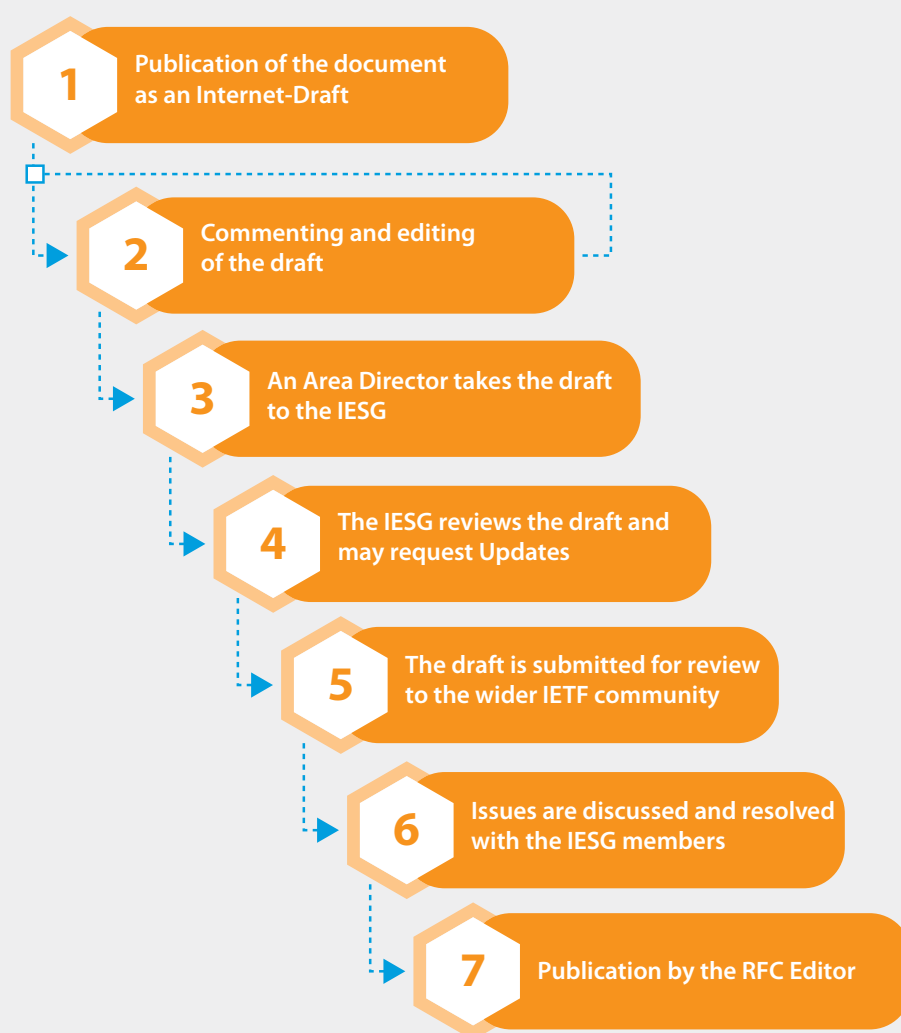 1
Publication of the document
as an Internet-Draft
2
Commenting and editing
of the draft
3
An Area Director takes the draft
to the IESG
4
The IESG reviews the draft and
may request Updates
5
The draft is submitted for review
to the wider IETF community
6
Issues are discussed and resolved
with the IESG members
7
Publication by the RFC Editor